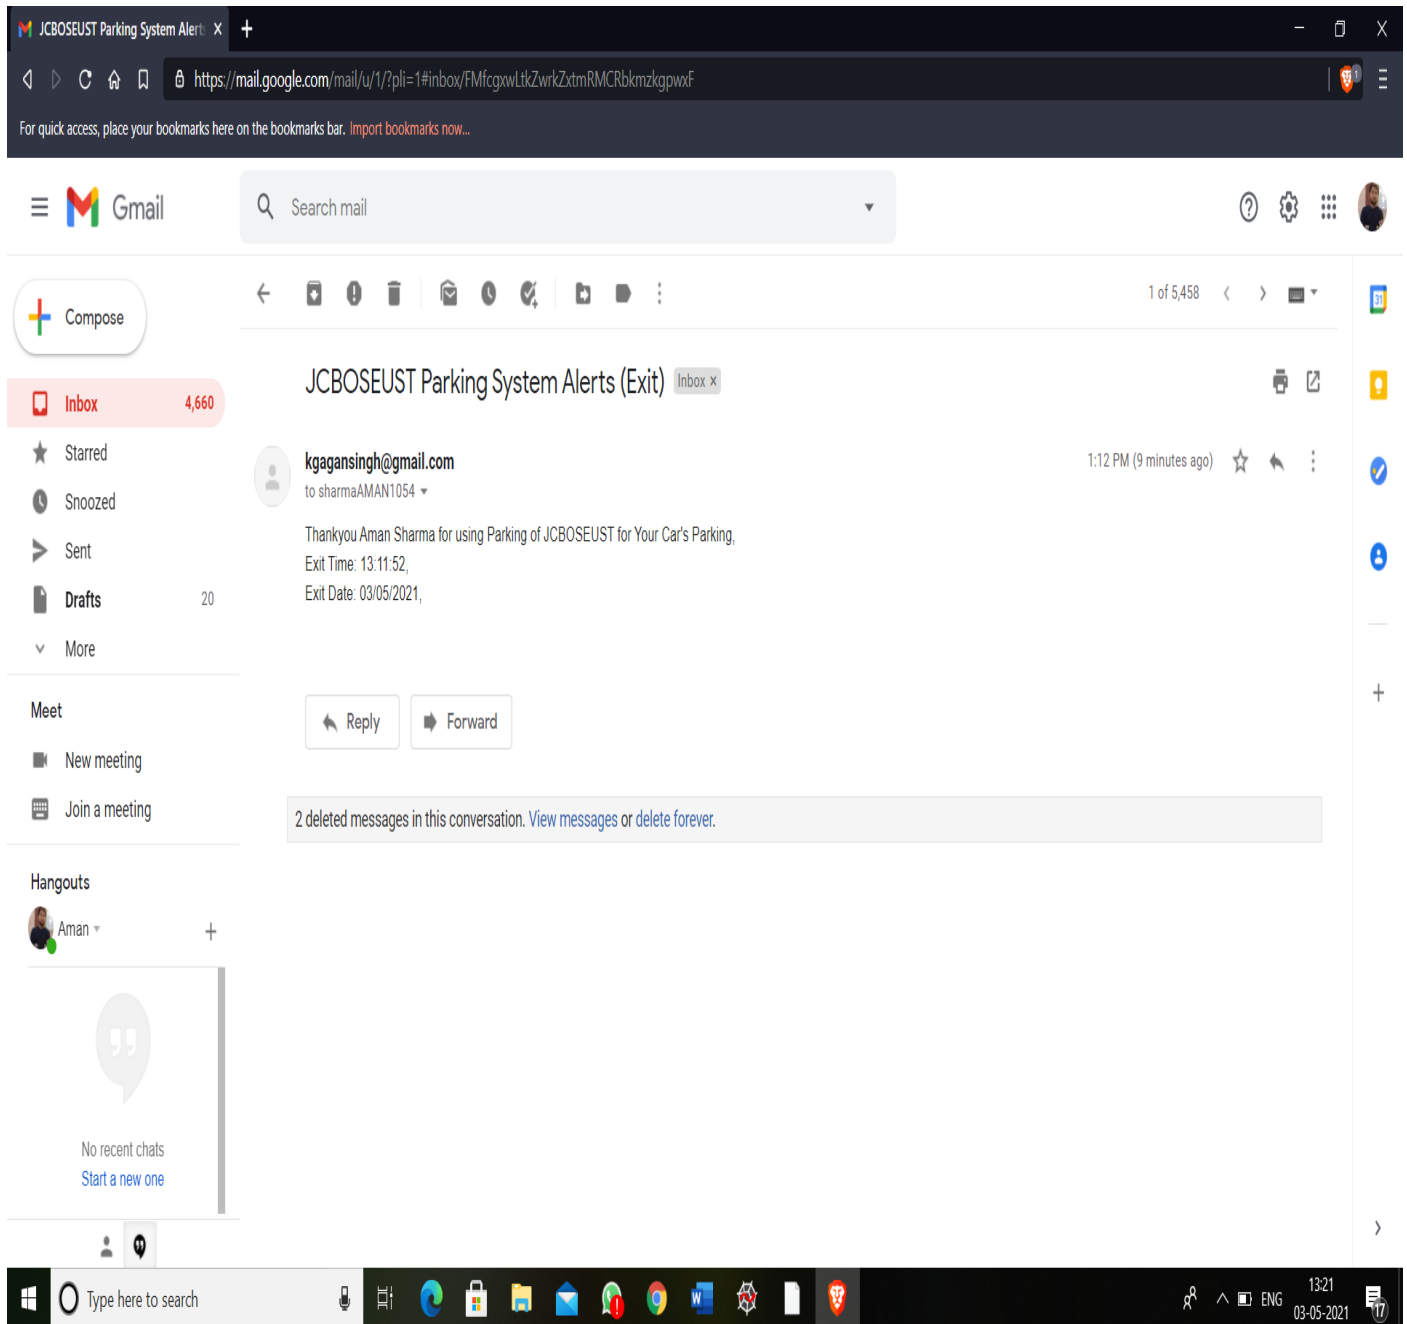 JCBOSEUST Parking System Alerts
https://mail.google.com/mail/u/1/?pli=1#inbox/FMfcgxwLtkZwrkZxtmRMCRbkmzkgpwxF
1
For quick access, place your bookmarks here on the bookmarks bar. Import bookmarks now...
Gmail
Search mail
Compose
1 of 5,458
31
JCBOSEUST Parking System Alerts (Exit) Inbox ×
Inbox 4,660
Starred
Snoozed
Sent
Drafts 20
More
kgagansingh@gmail.com 1:12 PM (9 minutes ago)
to sharmaAMAN1054
Thankyou Aman Sharma for using Parking of JCBOSEUST for Your Car's Parking,
Exit Time: 13:11:52,
Exit Date: 03/05/2021,
Meet
New meeting
Join a meeting
Reply Forward
2 deleted messages in this conversation. View messages or delete forever.
Hangouts
Aman
No recent chats
Start a new one
Type here to search
W
ENG
13:21
03-05-2021
17